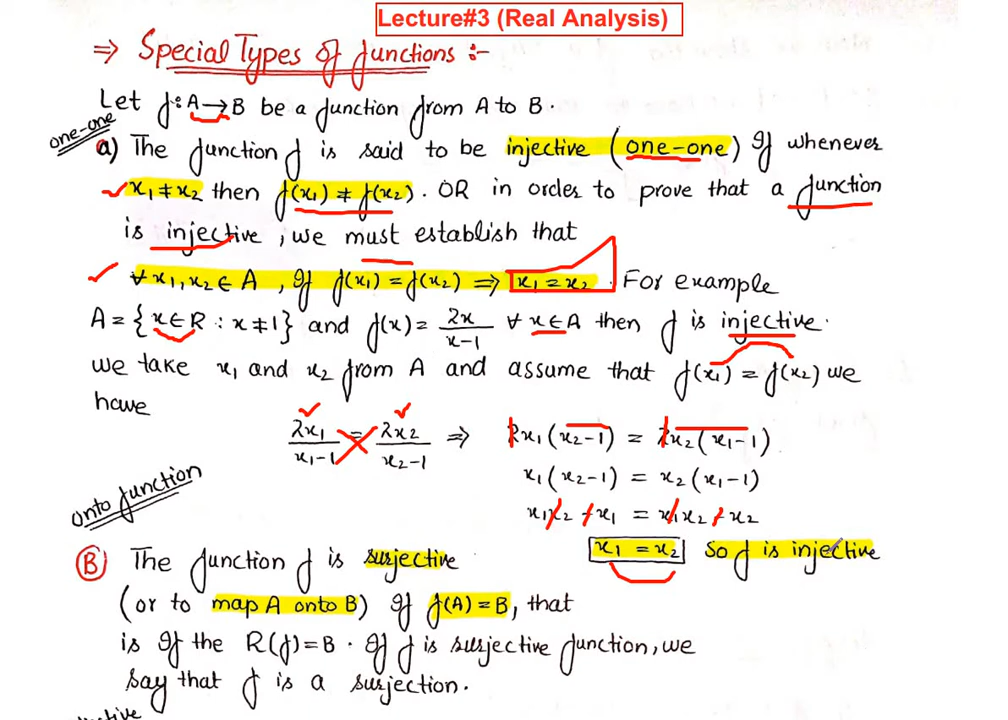 Lecture#3 (Real Analysis)
⇒ Special Types of functions :-
Let f: A → B be a function from A to B.
one-one
a) The function f is said to be injective (one-one) If whenever
x₁ ≠ x₂ then f(x₁) ≠ f(x₂). OR in order to prove that a function
is injective, we must establish that
∀ x₁, x₂ ∈ A, If f(x₁) = f(x₂) ⇒ x₁ = x₂. For example
A = {x ∈ R : x ≠ 1} and f(x) = 2x/(x-1) ∀ x ∈ A then f is injective.
we take x₁ and x₂ from A and assume that f(x₁) = f(x₂) we
have
2x₁/(x₁-1) = 2x₂/(x₂-1) ⇒ 2x₁(x₂-1) = 2x₂(x₁-1)
x₁(x₂-1) = x₂(x₁-1)
x₁x₂ - x₁ = x₁x₂ - x₂
x₁ = x₂ So f is injective
onto function
B The function f is surjective
(or to map A onto B) If f(A) = B, that
is If the R(f) = B. If f is surjective function, we
say that f is a surjection.